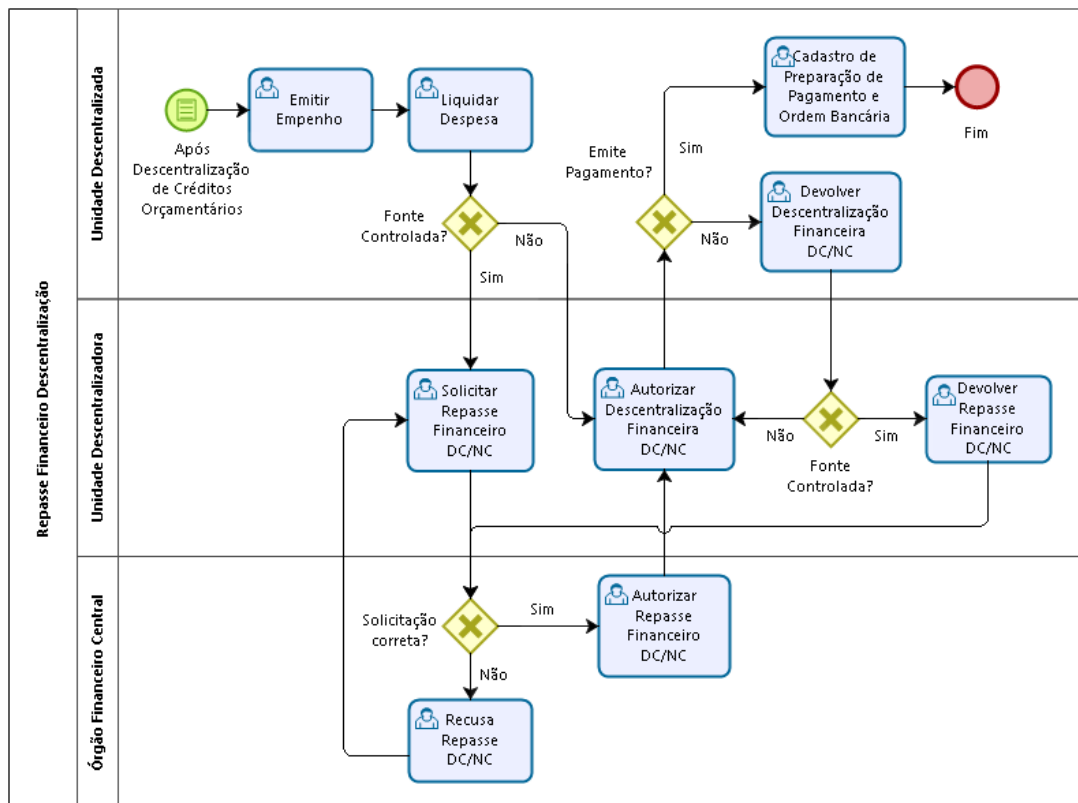 Repasse Financeiro Descentralização
Unidade Descentralizada
Após
Descentralização
de Créditos
Orçamentários
Emitir
Empenho
Liquidar
Despesa
Fonte
Controlada?
Não
Sim
Emite
Pagamento?
Sim
Não
Cadastro de
Preparação de
Pagamento e
Ordem Bancária
Fim
Devolver
Descentralização
Financeira
DC/NC
Unidade Descentralizadora
Solicitar
Repasse
Financeiro
DC/NC
Autorizar
Descentralização
Financeira
DC/NC
Não
Sim
Fonte
Controlada?
Devolver
Repasse
Financeiro
DC/NC
Órgão Financeiro Central
Solicitação
correta?
Sim
Não
Autorizar
Repasse
Financeiro
DC/NC
Recusa
Repasse
DC/NC